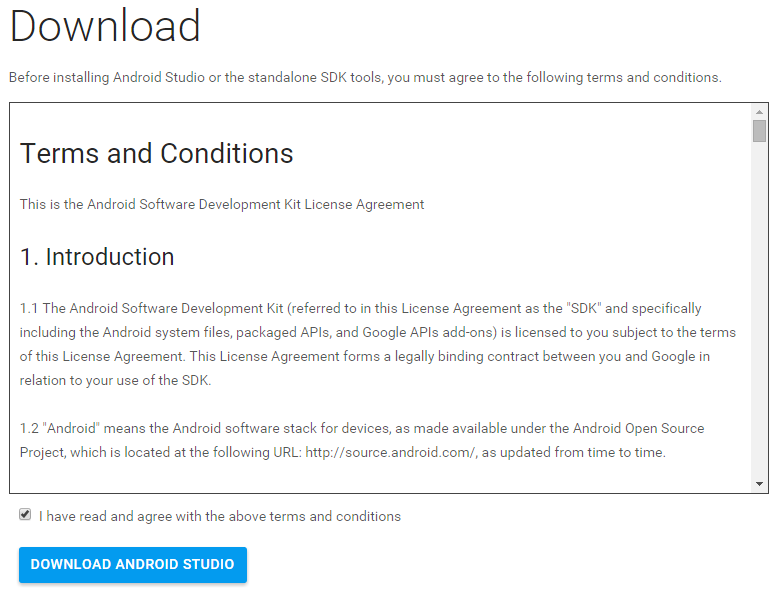 Download
Before installing Android Studio or the standalone SDK tools, you must agree to the following terms and conditions.
Terms and Conditions
This is the Android Software Development Kit License Agreement
1. Introduction
1.1 The Android Software Development Kit (referred to in this License Agreement as the "SDK" and specifically
including the Android system files, packaged APIs, and Google APIs add-ons) is licensed to you subject to the terms
of this License Agreement. This License Agreement forms a legally binding contract between you and Google in
relation to your use of the SDK.
1.2 "Android" means the Android software stack for devices, as made available under the Android Open Source
Project, which is located at the following URL: http://source.android.com/, as updated from time to time.
I have read and agree with the above terms and conditions
DOWNLOAD ANDROID STUDIO